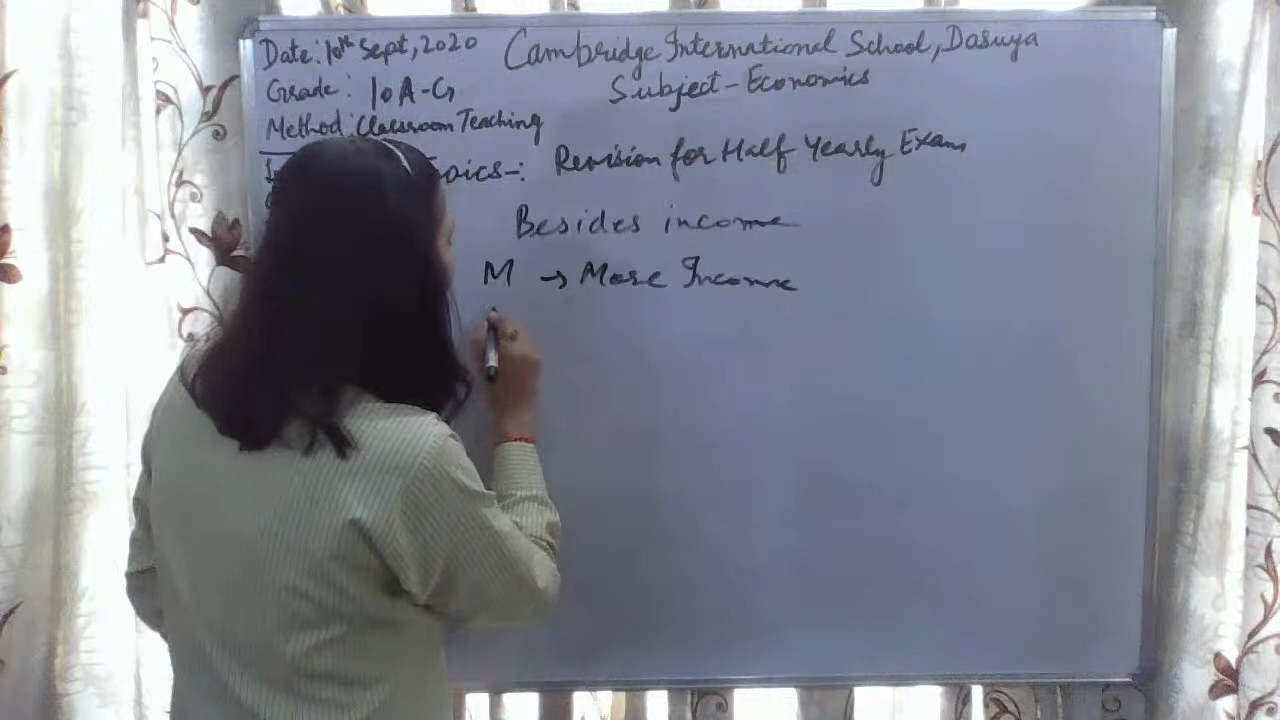 Date: 10th Sept, 2020
Cambridge International School, Dasuya
Grade: 10 A-G
Subject - Economics
Method: Classroom Teaching
Revision for Half Yearly Exam
Besides income
M → More Income